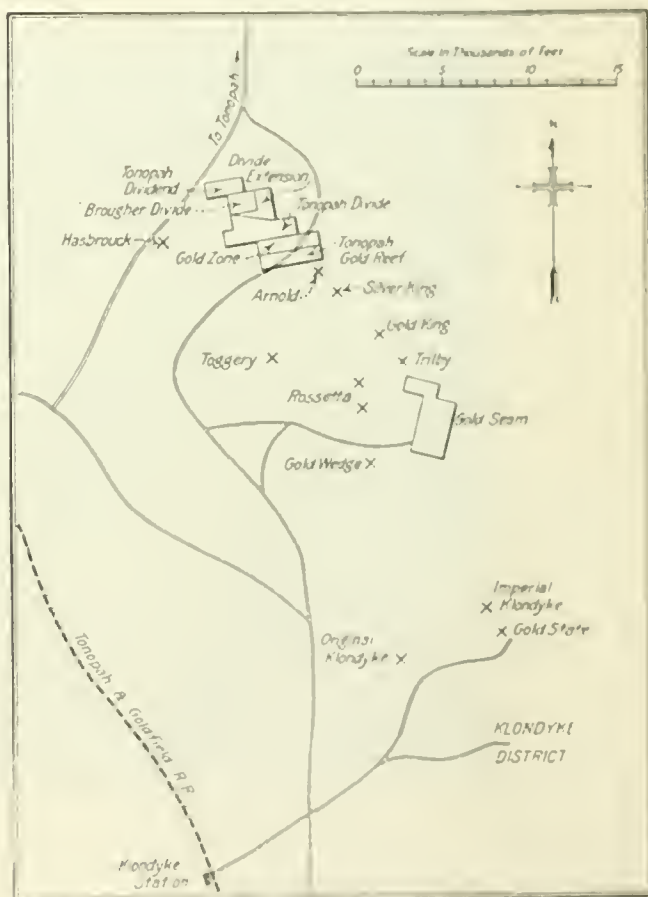 Scale in Thousands of Feet
0 5 10 15
To Tonopah
N
Tonopah
Dividend
Divide
Extension
Brougher Divide
Tonopah Divide
Hasbrouck
Gold Zone
Tonopah
Gold Reef
Arnold
Silver King
Gold King
Toggery
Trilby
Rossetta
Gold Seam
Gold Wedge
Imperial
Klondyke
Gold State
Original
Klondyke
Tonopah & Goldfield R.R.
KLONDYKE
DISTRICT
Klondyke
Station